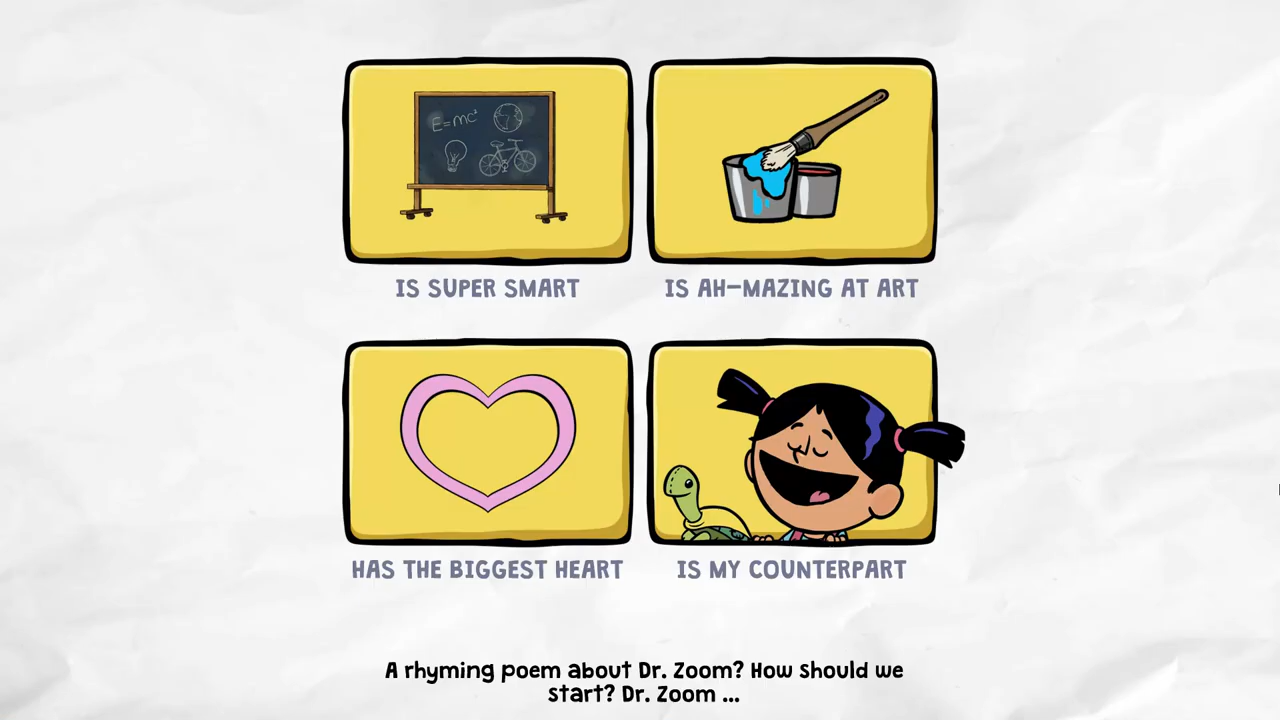 E=mc²
IS SUPER SMART
IS AH-MAZING AT ART
HAS THE BIGGEST HEART
IS MY COUNTERPART
A rhyming poem about Dr. Zoom? How should we
start? Dr. Zoom ...